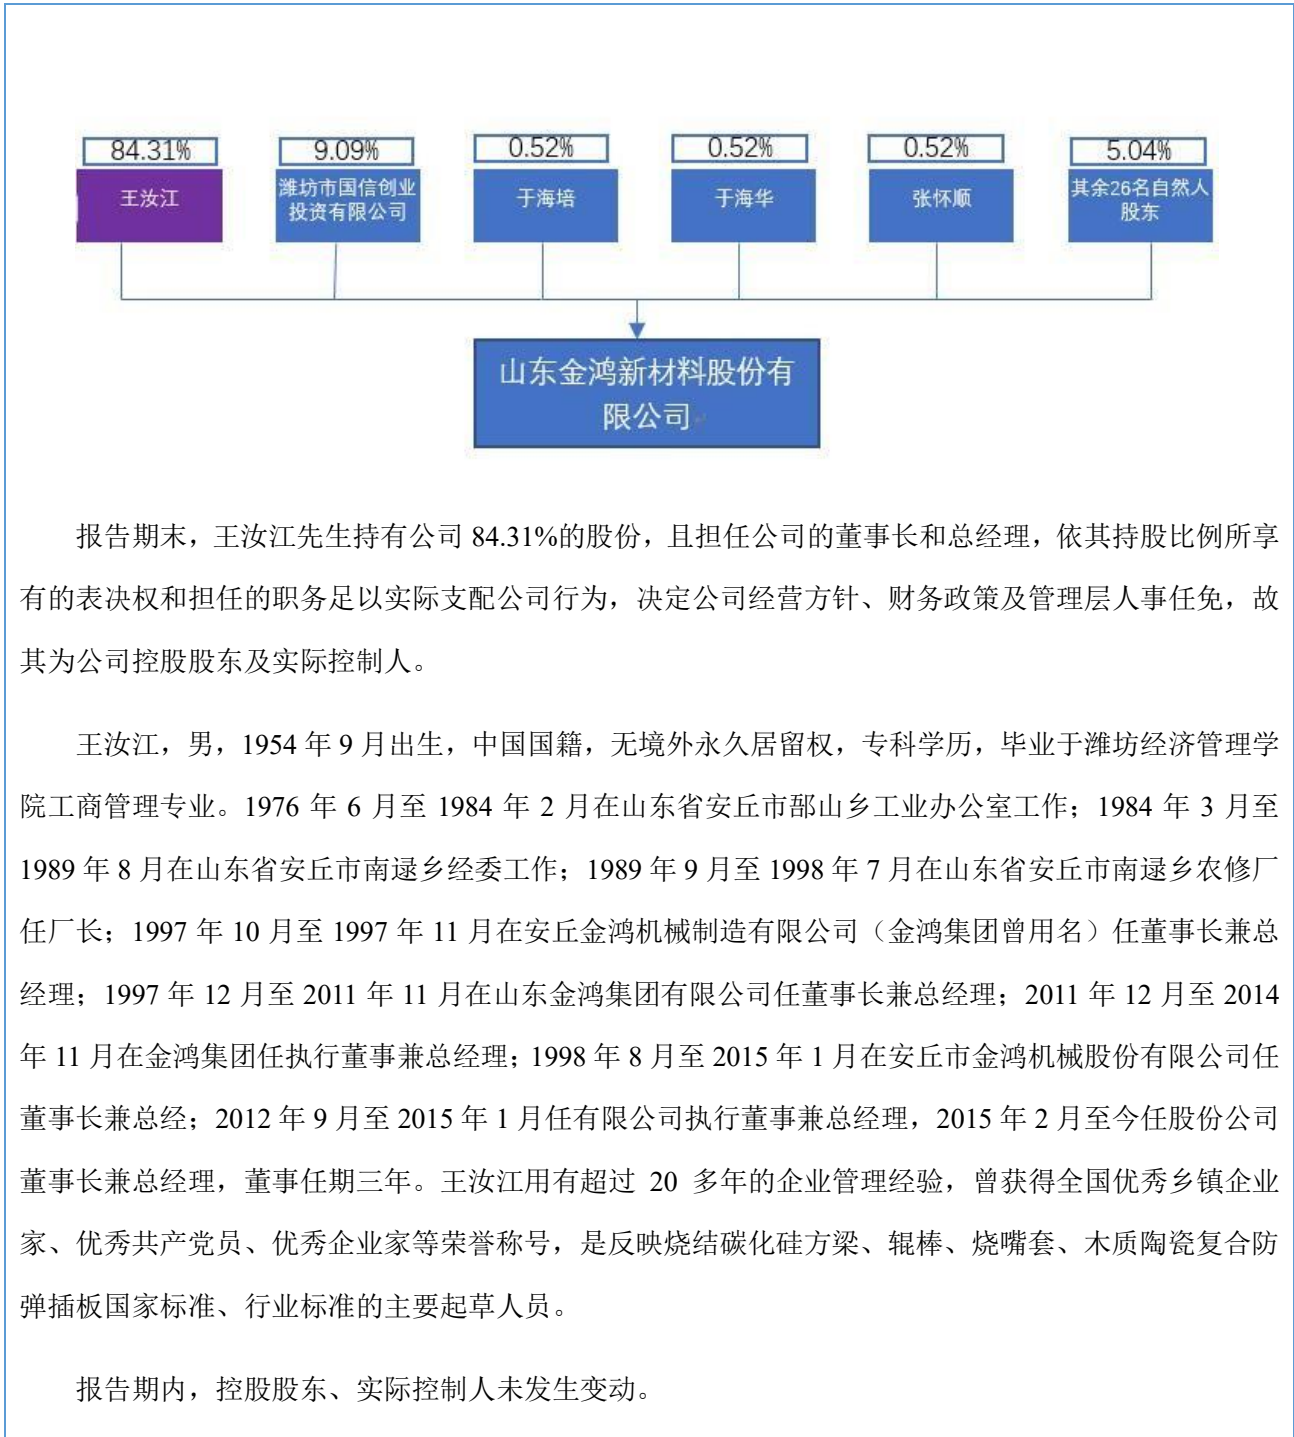 84.31%
9.09%
0.52%
0.52%
0.52%
5.04%
王汝江
潍坊市国信创业
投资有限公司
于海培
于海华
张怀顺
其余26名自然人
股东
山东金鸿新材料股份有
限公司
报告期末，王汝江先生持有公司 84.31%的股份，且担任公司的董事长和总经理，依其持股比例所享
有的表决权和担任的职务足以实际支配公司行为，决定公司经营方针、财务政策及管理层人事任免，故
其为公司控股股东及实际控制人。
王汝江，男，1954 年 9 月出生，中国国籍，无境外永久居留权，专科学历，毕业于潍坊经济管理学
院工商管理专业。1976 年 6 月至 1984 年 2 月在山东省安丘市郚山乡工业办公室工作；1984 年 3 月至
1989 年 8 月在山东省安丘市南逯乡经委工作；1989 年 9 月至 1998 年 7 月在山东省安丘市南逯乡农修厂
任厂长；1997 年 10 月至 1997 年 11 月在安丘金鸿机械制造有限公司（金鸿集团曾用名）任董事长兼总
经理；1997 年 12 月至 2011 年 11 月在山东金鸿集团有限公司任董事长兼总经理；2011 年 12 月至 2014
年 11 月在金鸿集团任执行董事兼总经理；1998 年 8 月至 2015 年 1 月在安丘市金鸿机械股份有限公司任
董事长兼总经；2012 年 9 月至 2015 年 1 月任有限公司执行董事兼总经理，2015 年 2 月至今任股份公司
董事长兼总经理，董事任期三年。王汝江用有超过 20 多年的企业管理经验，曾获得全国优秀乡镇企业
家、优秀共产党员、优秀企业家等荣誉称号，是反映烧结碳化硅方梁、辊棒、烧嘴套、木质陶瓷复合防
弹插板国家标准、行业标准的主要起草人员。
报告期内，控股股东、实际控制人未发生变动。